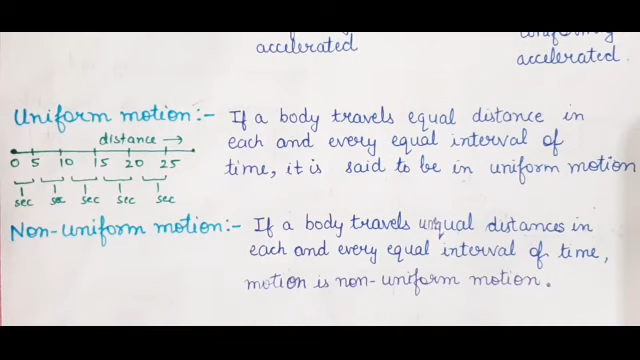 accelerated
uniformly
accelerated.
Uniform motion:- If a body travels equal distance in
distance →
each and every equal interval of
0 5 10 15 20 25
time, it is said to be in uniform motion
1 1 1 1 1
sec sec sec sec sec
Non-uniform motion:- If a body travels unequal distances in
each and every equal interval of time,
motion is non-uniform motion.